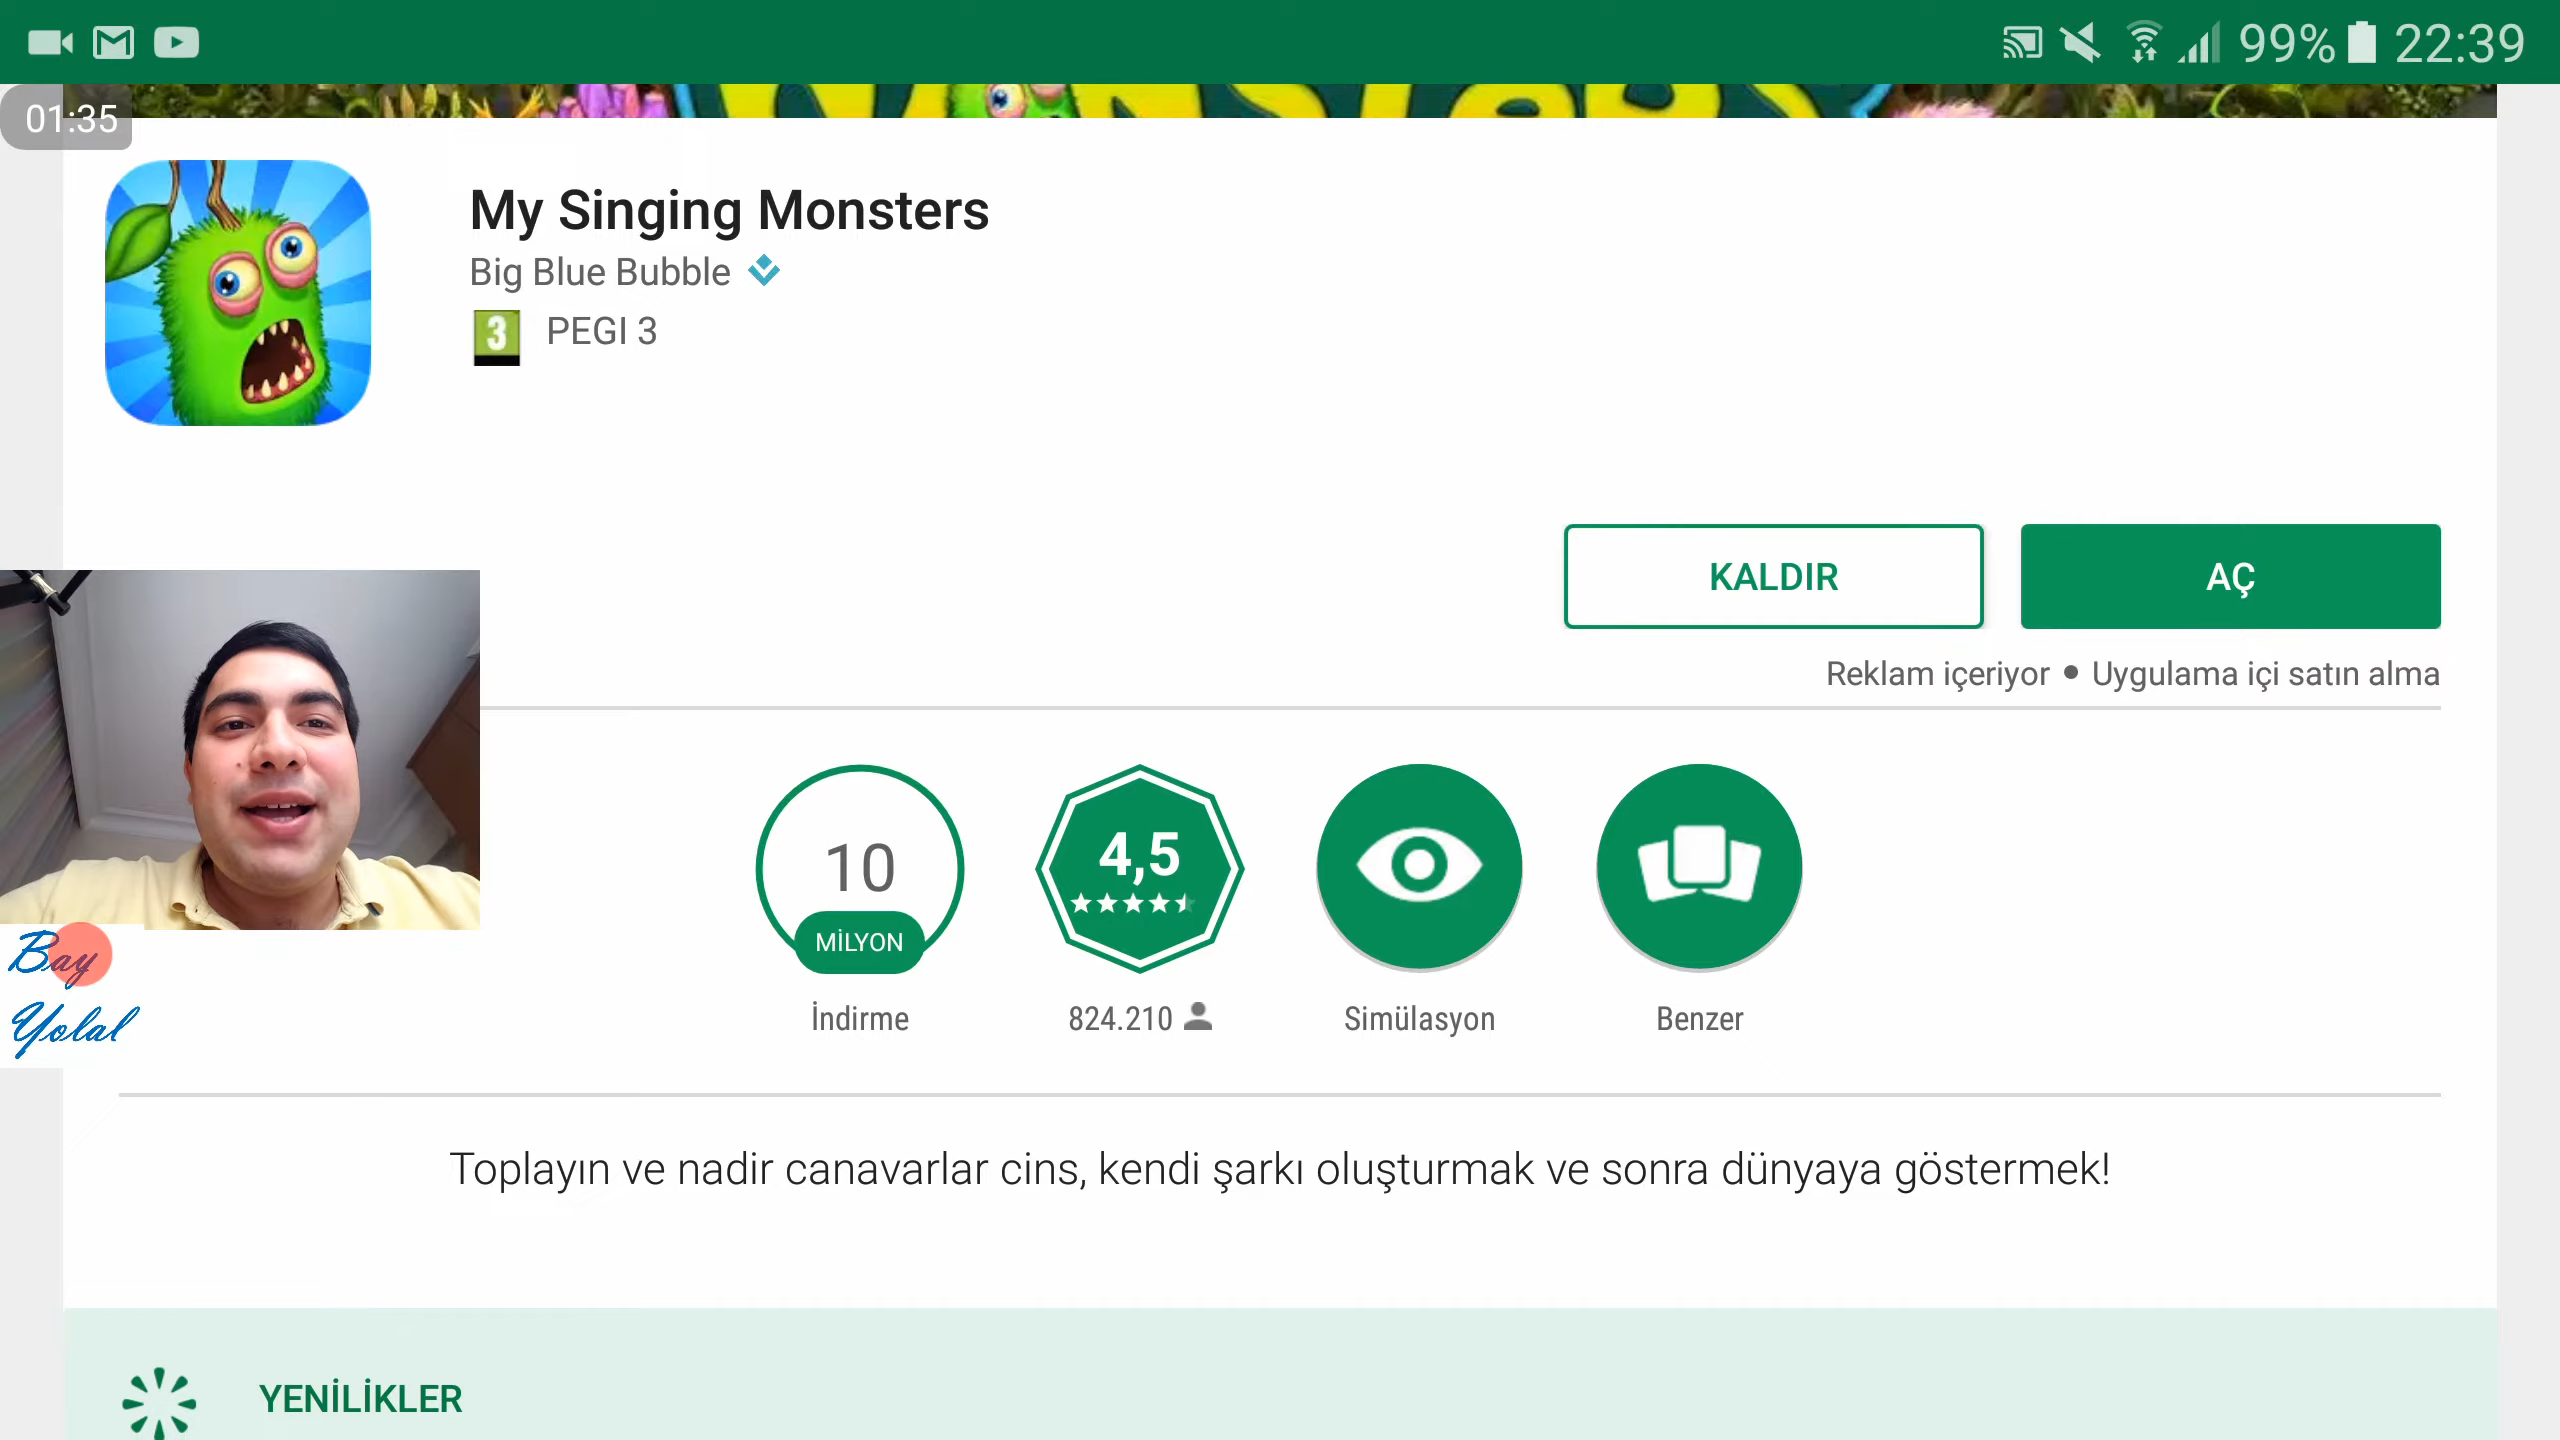 99% 22:39
01:35
My Singing Monsters
Big Blue Bubble
3 PEGI 3
KALDIR
AÇ
Reklam içeriyor • Uygulama içi satın alma
10
MİLYON
İndirme
4,5
824.210
Simülasyon
Benzer
Bay
Yolal
Toplayın ve nadir canavarlar cins, kendi şarkı oluşturmak ve sonra dünyaya göstermek!
YENİLİKLER